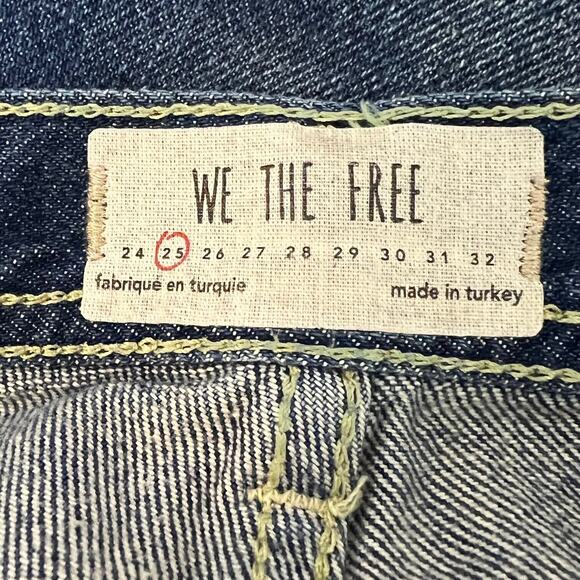 WE THE FREE
24 25 26 27 28 29 30 31 32
fabriqué en turquie made in turkey